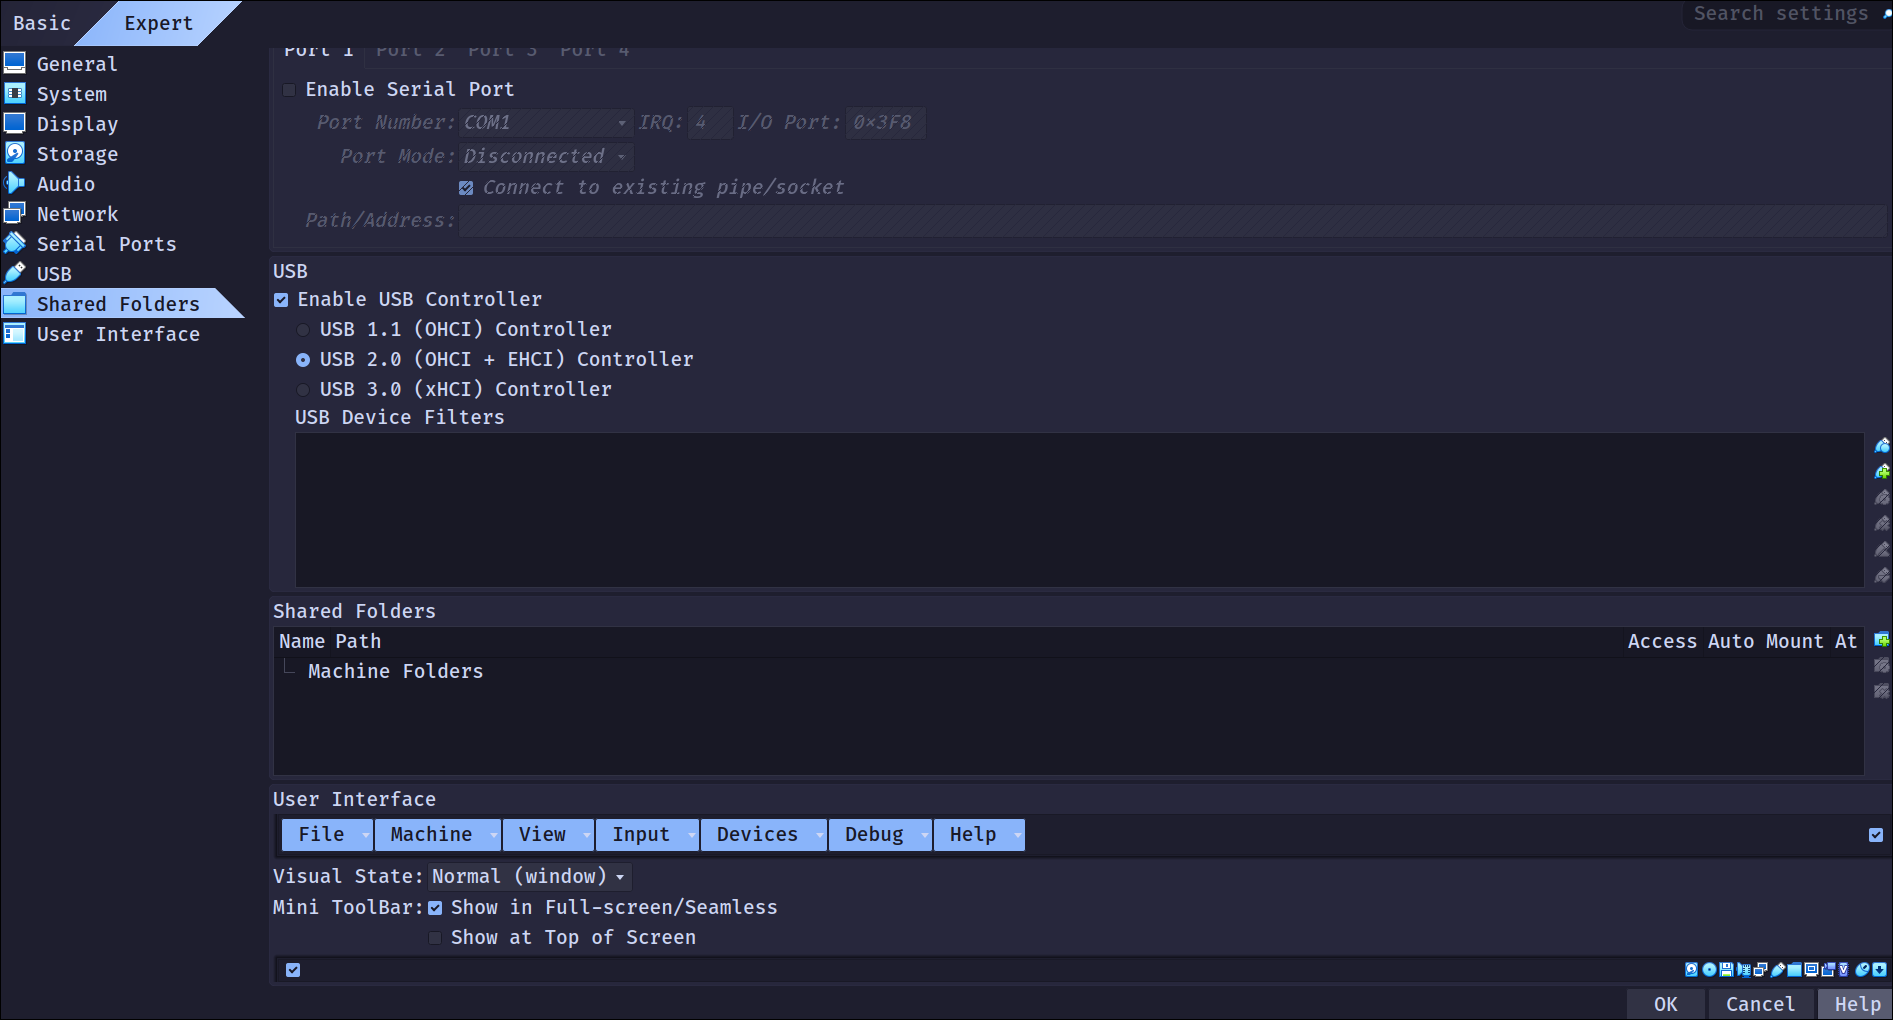 Basic Expert Search settings
General
System
Display
Storage
Audio
Network
Serial Ports
USB
Shared Folders
User Interface
Port 1 Port 2 Port 3 Port 4
Enable Serial Port
Port Number: COM1 IRQ: 4 I/O Port: 0×3F8
Port Mode: Disconnected
Connect to existing pipe/socket
Path/Address:
USB
Enable USB Controller
USB 1.1 (OHCI) Controller
USB 2.0 (OHCI + EHCI) Controller
USB 3.0 (xHCI) Controller
USB Device Filters
Shared Folders
Name Path Access Auto Mount At
Machine Folders
User Interface
File Machine View Input Devices Debug Help
Visual State: Normal (window)
Mini ToolBar: Show in Full-screen/Seamless
Show at Top of Screen
OK Cancel Help